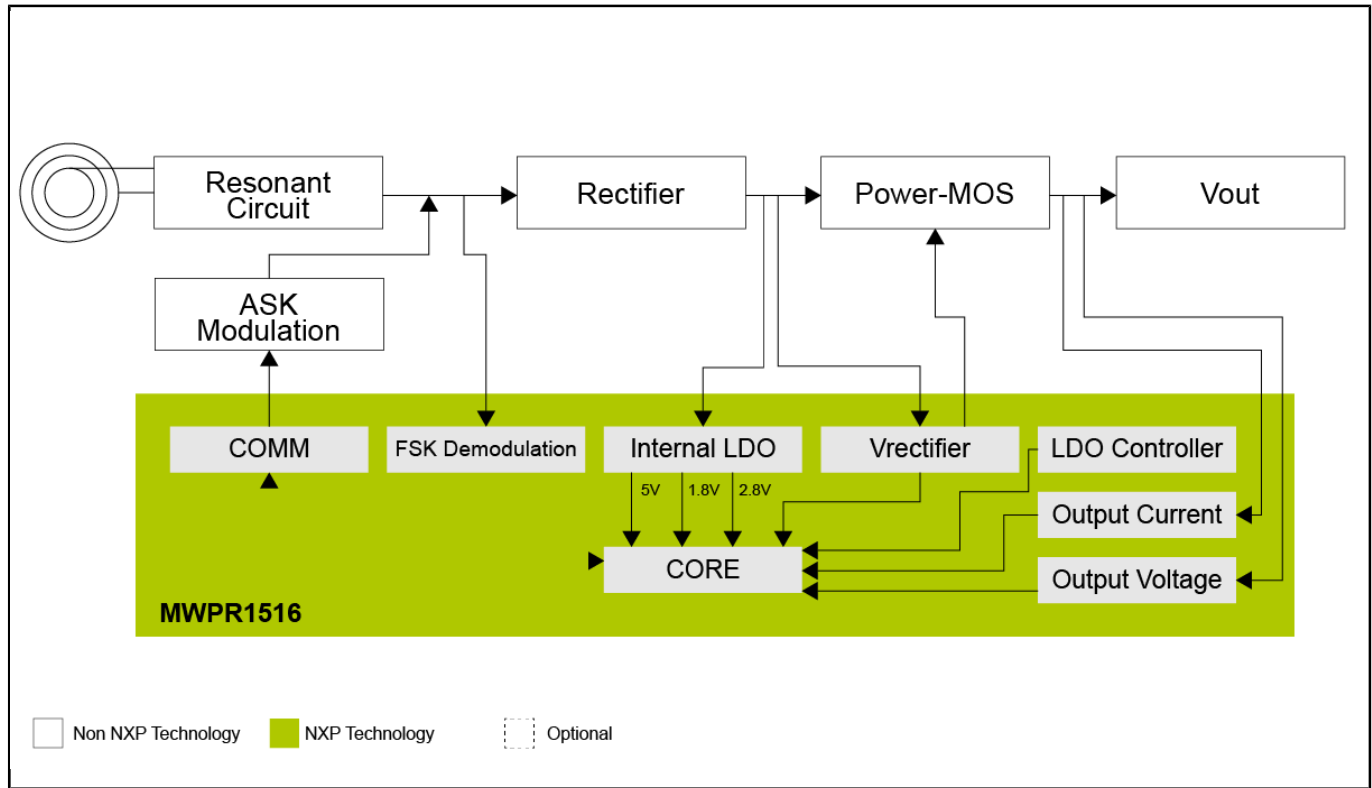 Resonant
Circuit
Rectifier
Power-MOS
Vout
ASK
Modulation
COMM
FSK Demodulation
Internal LDO
Vrectifier
LDO Controller
5V
1.8V
2.8V
Output Current
CORE
Output Voltage
MWPR1516
Non NXP Technology
NXP Technology
Optional